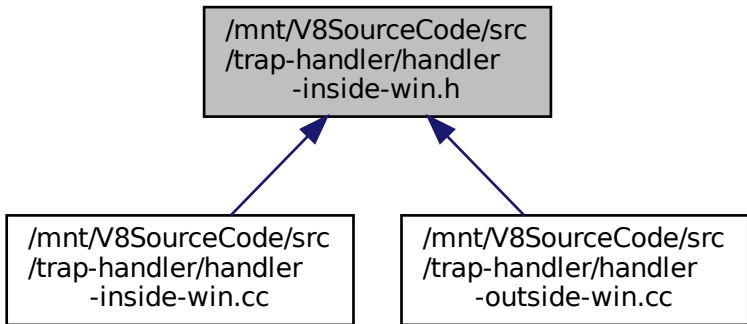 /mnt/V8SourceCode/src
/trap-handler/handler
-inside-win.h
/mnt/V8SourceCode/src
/trap-handler/handler
-inside-win.cc
/mnt/V8SourceCode/src
/trap-handler/handler
-outside-win.cc